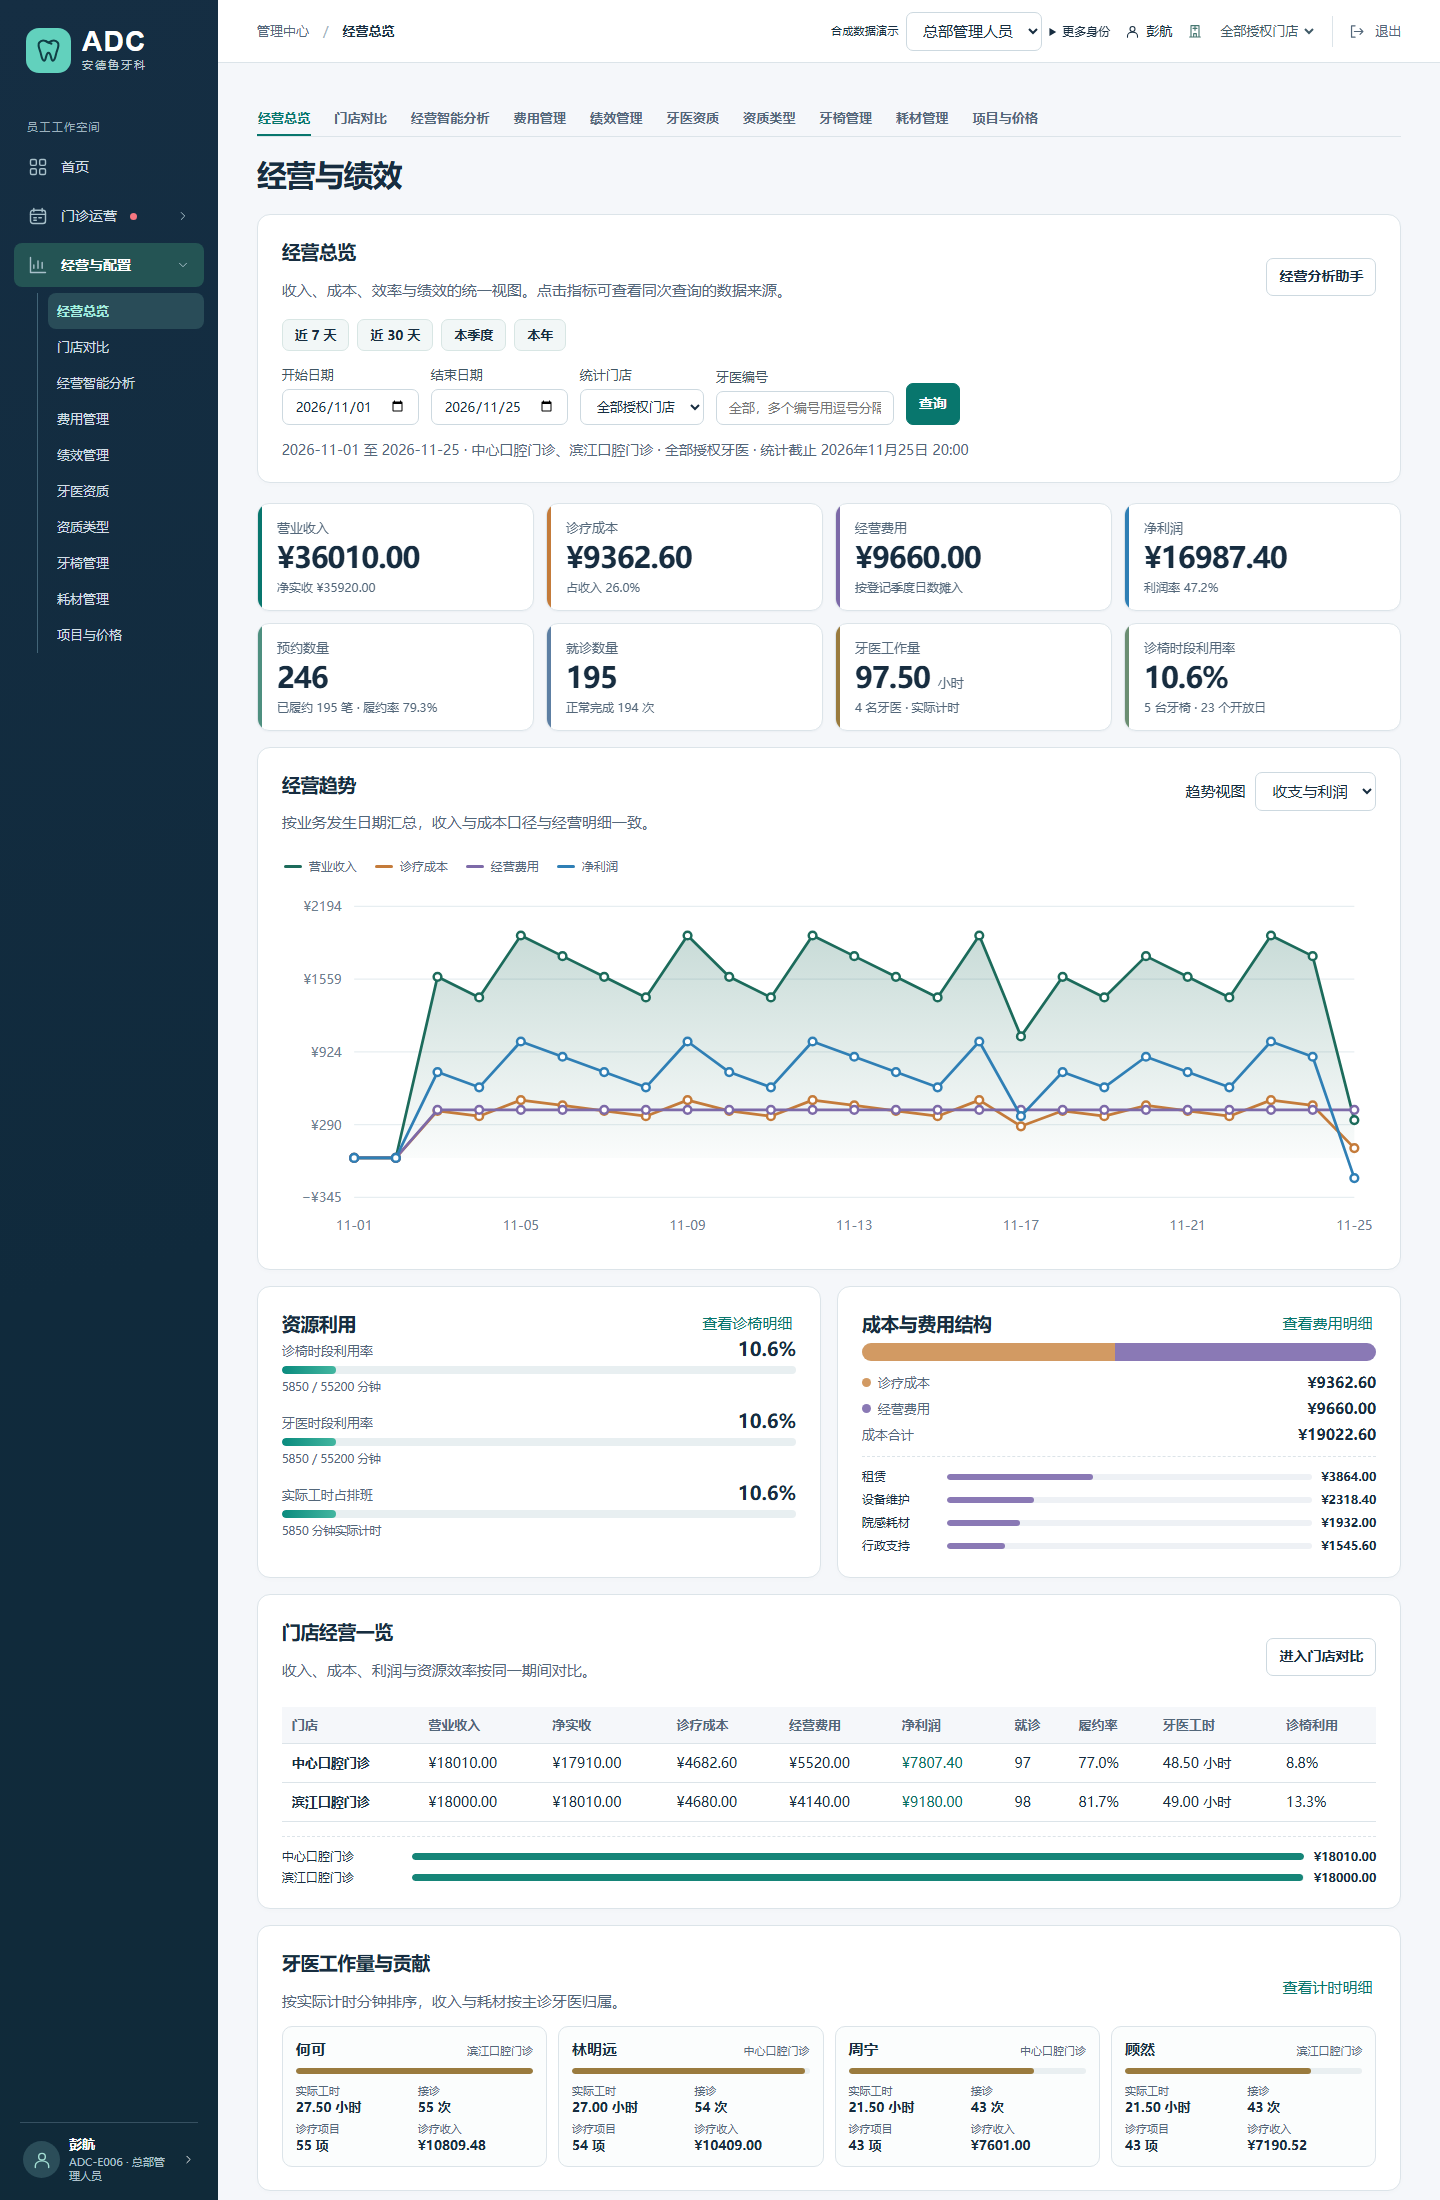 ADC
安德鲁牙科
员工工作空间
首页
门诊运营
经营与配置
经营总览
门店对比
经营智能分析
费用管理
绩效管理
牙医资质
资质类型
牙椅管理
耗材管理
项目与价格
彭航
ADC-E006 · 总部管
理人员
管理中心 / 经营总览
合成数据演示 总部管理人员 更多身份 彭航 全部授权门店 退出
经营总览 门店对比 经营智能分析 费用管理 绩效管理 牙医资质 资质类型 牙椅管理 耗材管理 项目与价格
经营与绩效
经营总览
收入、成本、效率与绩效的统一视图。点击指标可查看同次查询的数据来源。
经营分析助手
近 7 天 近 30 天 本季度 本年
开始日期 结束日期 统计门店 牙医编号
2026/11/01 2026/11/25 全部授权门店 全部，多个编号用逗号分隔 查询
2026-11-01 至 2026-11-25 · 中心口腔门诊、滨江口腔门诊 · 全部授权牙医 · 统计截止 2026年11月25日 20:00
营业收入 诊疗成本 经营费用 净利润
¥36010.00 ¥9362.60 ¥9660.00 ¥16987.40
净实收 ¥35920.00 占收入 26.0% 按登记季度日数摊入 利润率 47.2%
预约数量 就诊数量 牙医工作量 诊椅时段利用率
246 195 97.50 小时 10.6%
已履约 195 笔 · 履约率 79.3% 正常完成 194 次 4 名牙医 · 实际计时 5 台牙椅 · 23 个开放日
经营趋势
按业务发生日期汇总，收入与成本口径与经营明细一致。
趋势视图 收支与利润
营业收入 诊疗成本 经营费用 净利润
¥2194
¥1559
¥924
¥290
−¥345
11-01 11-05 11-09 11-13 11-17 11-21 11-25
资源利用 查看诊椅明细
诊椅时段利用率 10.6%
5850 / 55200 分钟
牙医时段利用率 10.6%
5850 / 55200 分钟
实际工时占排班 10.6%
5850 分钟实际计时
成本与费用结构 查看费用明细
诊疗成本 ¥9362.60
经营费用 ¥9660.00
成本合计 ¥19022.60
租赁 ¥3864.00
设备维护 ¥2318.40
院感耗材 ¥1932.00
行政支持 ¥1545.60
门店经营一览
收入、成本、利润与资源效率按同一期间对比。
进入门店对比
门店 营业收入 净实收 诊疗成本 经营费用 净利润 就诊 履约率 牙医工时 诊椅利用
中心口腔门诊 ¥18010.00 ¥17910.00 ¥4682.60 ¥5520.00 ¥7807.40 97 77.0% 48.50 小时 8.8%
滨江口腔门诊 ¥18000.00 ¥18010.00 ¥4680.00 ¥4140.00 ¥9180.00 98 81.7% 49.00 小时 13.3%
中心口腔门诊 ¥18010.00
滨江口腔门诊 ¥18000.00
牙医工作量与贡献
按实际计时分钟排序，收入与耗材按主诊牙医归属。
查看计时明细
何可 滨江口腔门诊
实际工时 接诊
27.50 小时 55 次
诊疗项目 诊疗收入
55 项 ¥10809.48
林明远 中心口腔门诊
实际工时 接诊
27.00 小时 54 次
诊疗项目 诊疗收入
54 项 ¥10409.00
周宁 中心口腔门诊
实际工时 接诊
21.50 小时 43 次
诊疗项目 诊疗收入
43 项 ¥7601.00
顾然 滨江口腔门诊
实际工时 接诊
21.50 小时 43 次
诊疗项目 诊疗收入
43 项 ¥7190.52